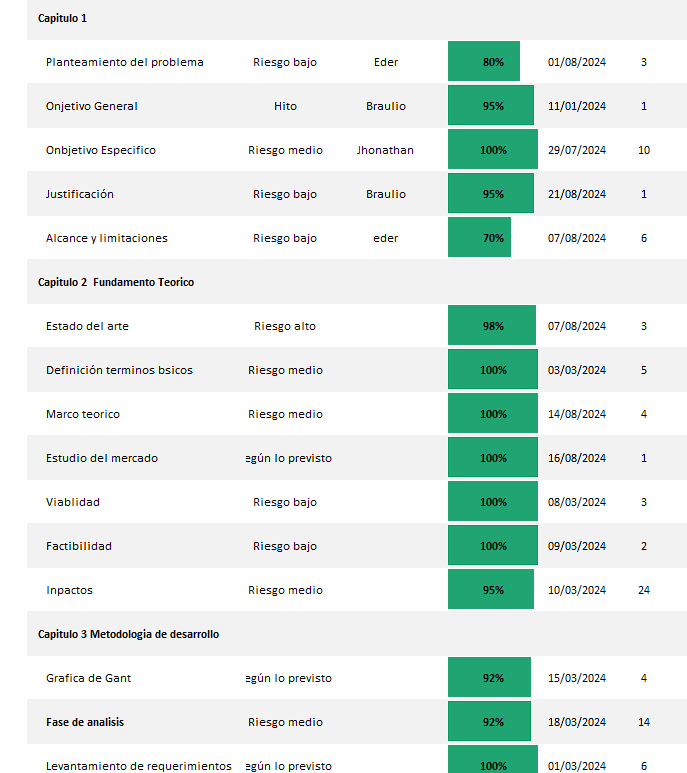 Capitulo 1
Planteamiento del problema Riesgo bajo Eder 80% 01/08/2024 3
Onjetivo General Hito Braulio 95% 11/01/2024 1
Onbjetivo Especifico Riesgo medio Jhonathan 100% 29/07/2024 10
Justificación Riesgo bajo Braulio 95% 21/08/2024 1
Alcance y limitaciones Riesgo bajo eder 70% 07/08/2024 6
Capitulo 2 Fundamento Teorico
Estado del arte Riesgo alto 98% 07/08/2024 3
Definición terminos bsicos Riesgo medio 100% 03/03/2024 5
Marco teorico Riesgo medio 100% 14/08/2024 4
Estudio del mercado egún lo previsto 100% 16/08/2024 1
Viablidad Riesgo bajo 100% 08/03/2024 3
Factibilidad Riesgo bajo 100% 09/03/2024 2
Inpactos Riesgo medio 95% 10/03/2024 24
Capitulo 3 Metodologia de desarrollo
Grafica de Gant egún lo previsto 92% 15/03/2024 4
Fase de analisis Riesgo medio 92% 18/03/2024 14
Levantamiento de requerimientos egún lo previsto 100% 01/03/2024 6